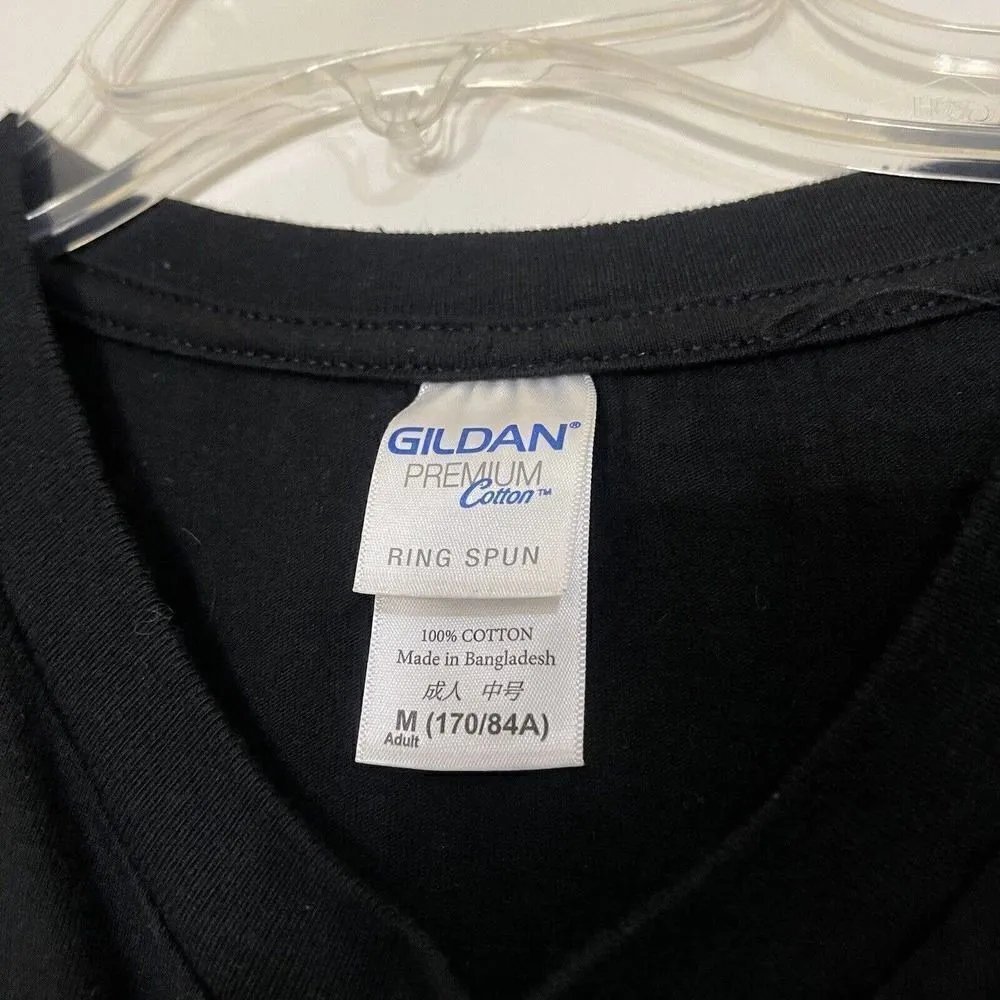 GILDAN®
PREMIUM
Cotton™
RING SPUN
100% COTTON
Made in Bangladesh
成人 中号
M (170/84A)
Adult